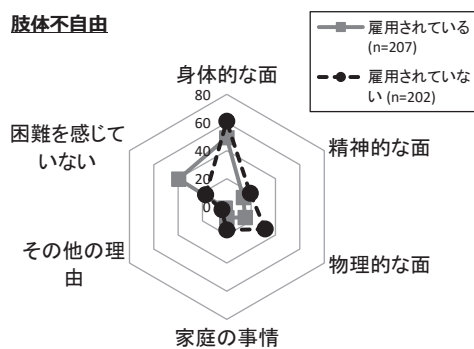 肢体不自由
雇用されている
(n=207)
雇用されていな
い (n=202)
身体的な面
80
60
40
20
0
困難を感じて
いない
精神的な面
その他の理
由
物理的な面
家庭の事情